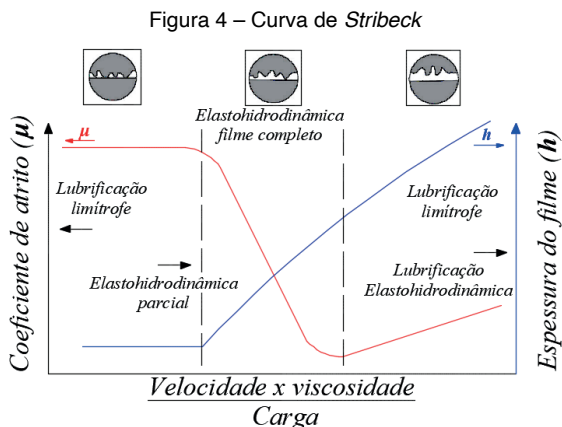 Figura 4 – Curva de Stribeck
Elastohidrodinâmica
filme completo
μ
h
Coeficiente de atrito (μ)
Lubrificação
limítrofe
Lubrificação
limítrofe
Elastohidrodinâmica
parcial
Lubrificação
Elastohidrodinâmica
Espessura do filme (h)
Velocidade x viscosidade
Carga